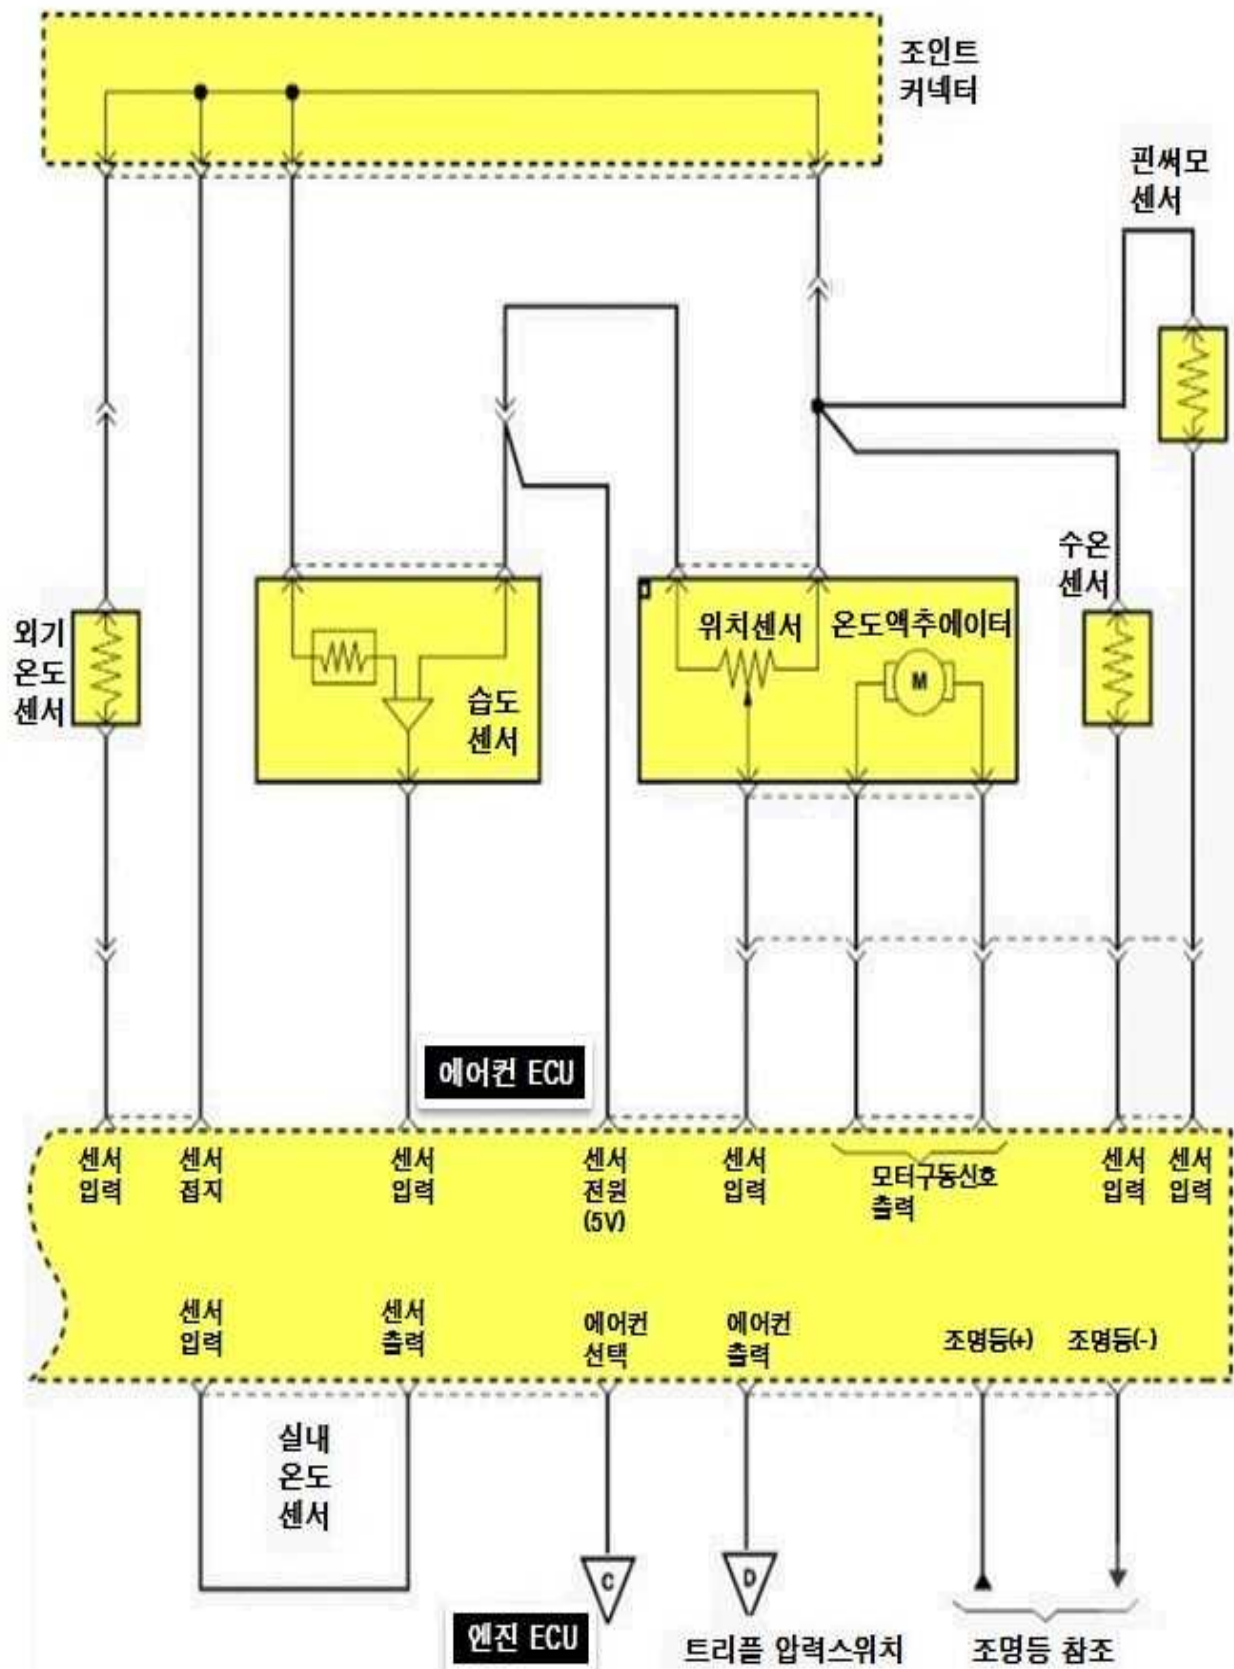 조인트
커넥터
핀써모
센서
수온
센서
외기
온도
센서
위치센서
온도액추에이터
M
습도
센서
에어컨 ECU
센서
입력
센서
접지
센서
입력
센서
전원
(5V)
센서
입력
모터구동신호
출력
센서
입력
센서
입력
센서
입력
센서
출력
에어컨
선택
에어컨
출력
조명등(+)
조명등(-)
실내
온도
센서
C
D
엔진 ECU
트리플 압력스위치
조명등 참조